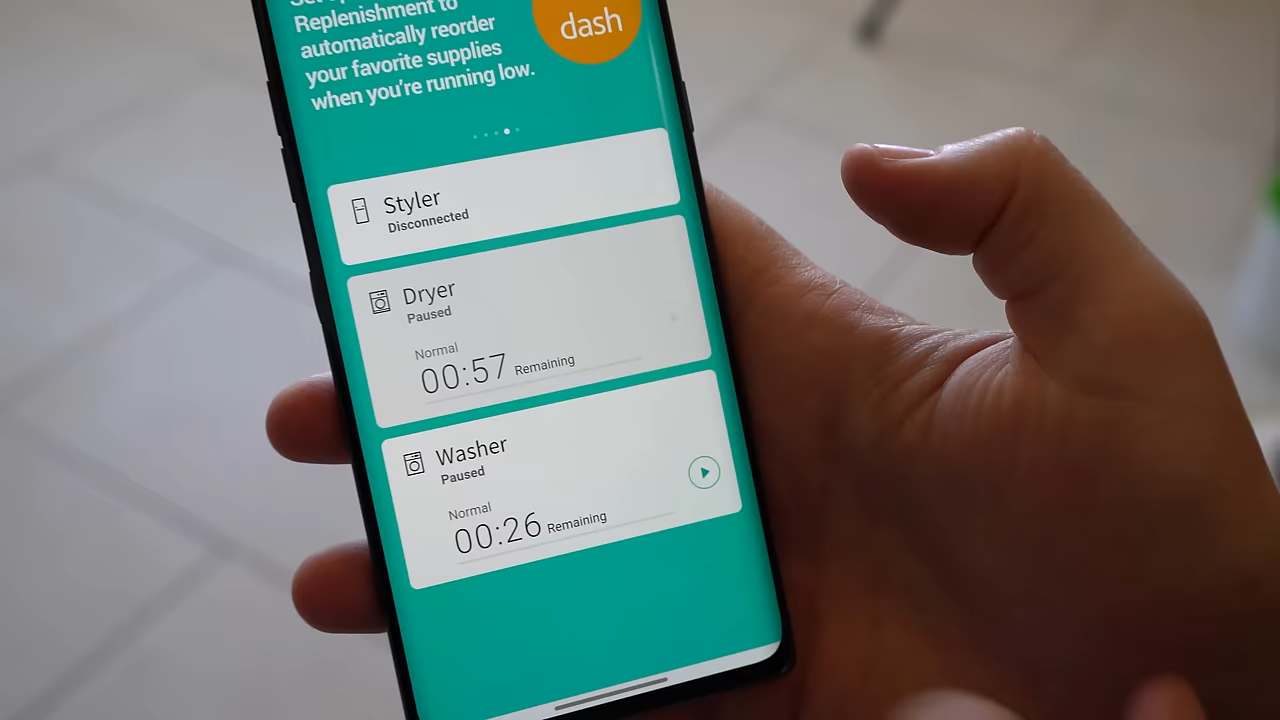 Replenishment to
automatically reorder
your favorite supplies
when you're running low.
dash
Styler
Disconnected
Dryer
Paused
Normal
00:57 Remaining
Washer
Paused
Normal
00:26 Remaining